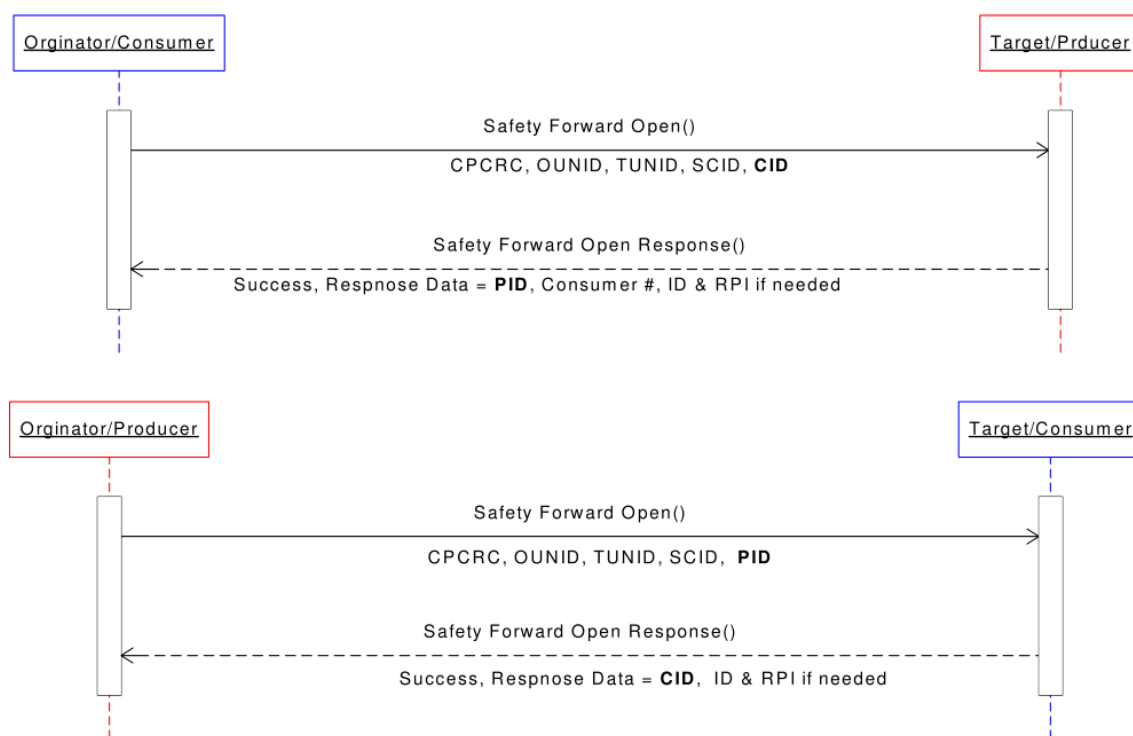 Orginator/Consumer
Target/Prducer
Safety Forward Open()
CPCRC, OUNID, TUNID, SCID, CID
Safety Forward Open Response()
Success, Respnose Data = PID, Consumer #, ID & RPI if needed
Orginator/Producer
Target/Consumer
Safety Forward Open()
CPCRC, OUNID, TUNID, SCID, PID
Safety Forward Open Response()
Success, Respnose Data = CID, ID & RPI if needed